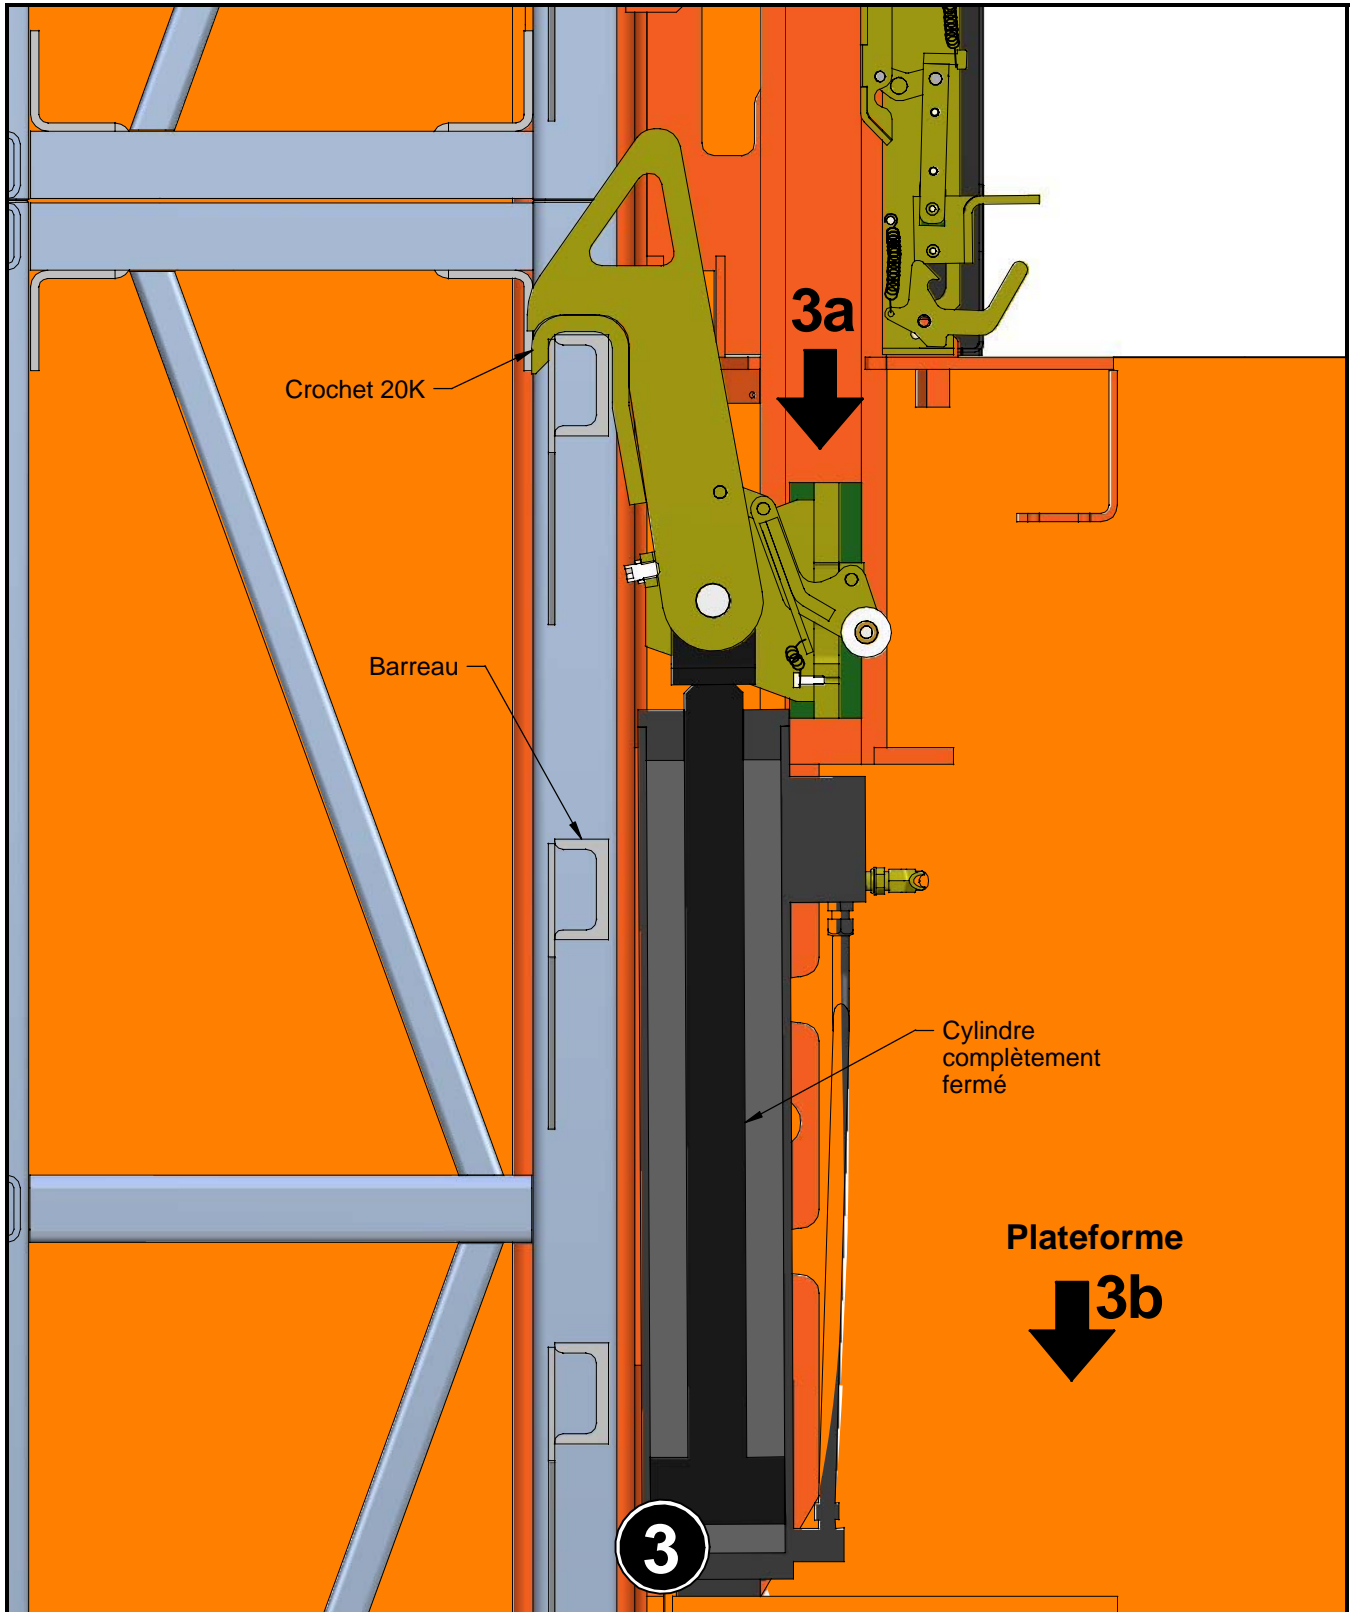 3a
Crochet 20K
Barreau
Cylindre
complètement
fermé
Plateforme
3b
3